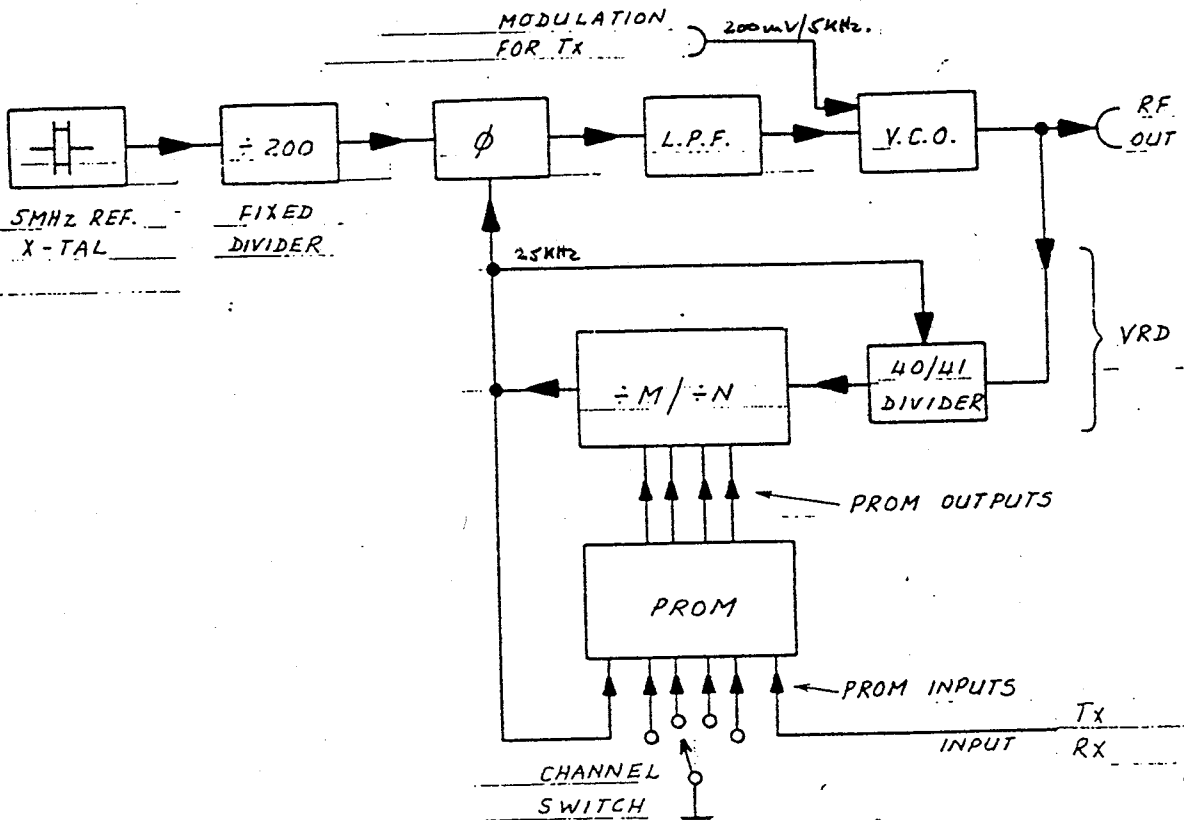 MODULATION
FOR TX
200mV/5KHz.
÷ 200
φ
L.P.F.
V.C.O.
RF
OUT
5MHz REF.
X-TAL
FIXED
DIVIDER
25KHz
÷M/÷N
40/41
DIVIDER
VRD
PROM OUTPUTS
PROM
PROM INPUTS
TX
INPUT
RX
CHANNEL
SWITCH